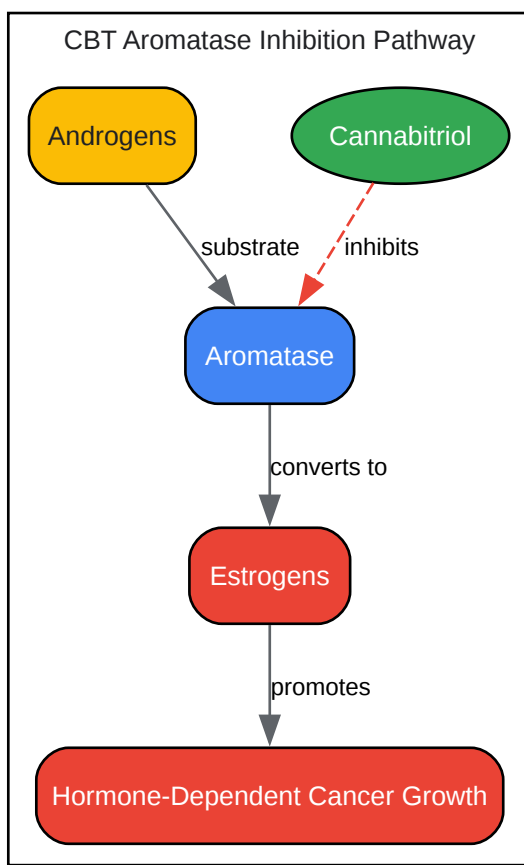 CBT Aromatase Inhibition Pathway
Androgens
Cannabitriol
substrate
inhibits
Aromatase
converts to
Estrogens
promotes
Hormone-Dependent Cancer Growth